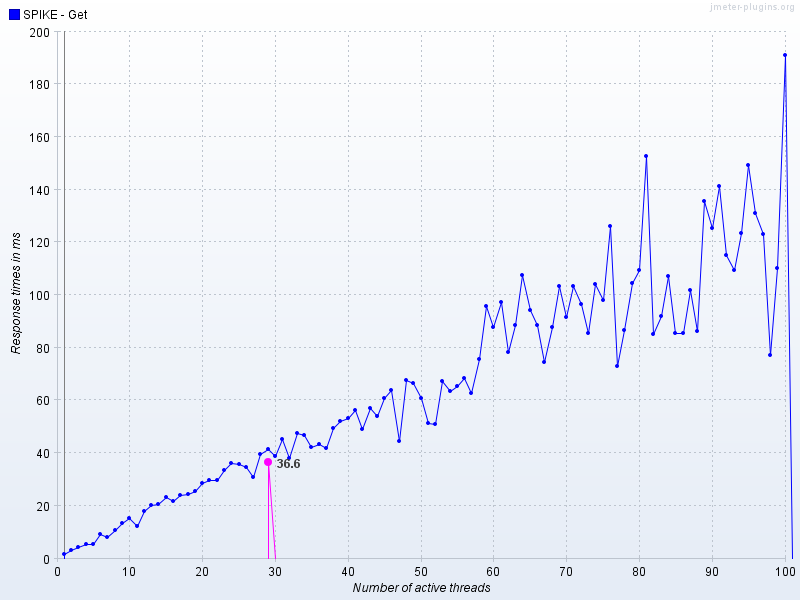 jmeter-plugins.org
SPIKE - Get
200
180
160
140
120
100
80
60
40
20
0
Response times in ms
36.6
0 10 20 30 40 50 60 70 80 90 100
Number of active threads